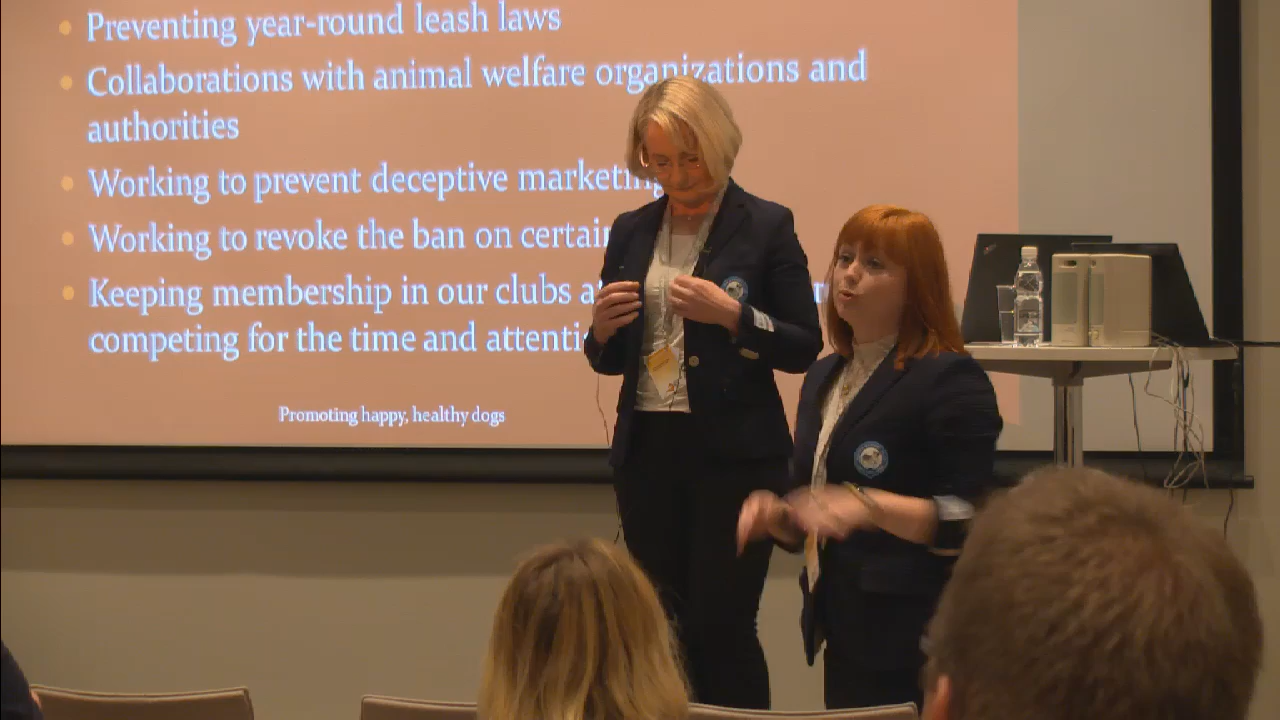 Preventing year-round leash laws
Collaborations with animal welfare organizations and
authorities
Working to prevent deceptive marketing
Working to revoke the ban on certain
Keeping membership in our clubs
competing for the time and
Promoting happy, healthy dogs